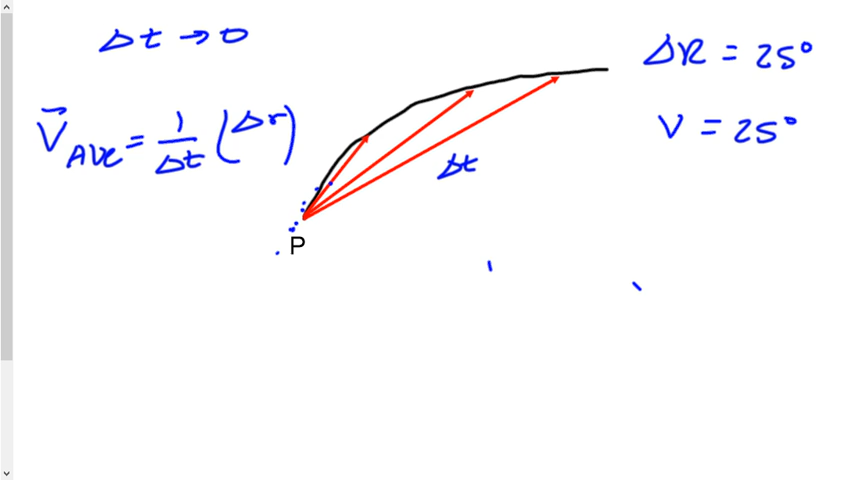 Δt → 0
ΔR = 25°
V⃗AVE = 1/Δt (Δr)
V = 25°
Δt
P